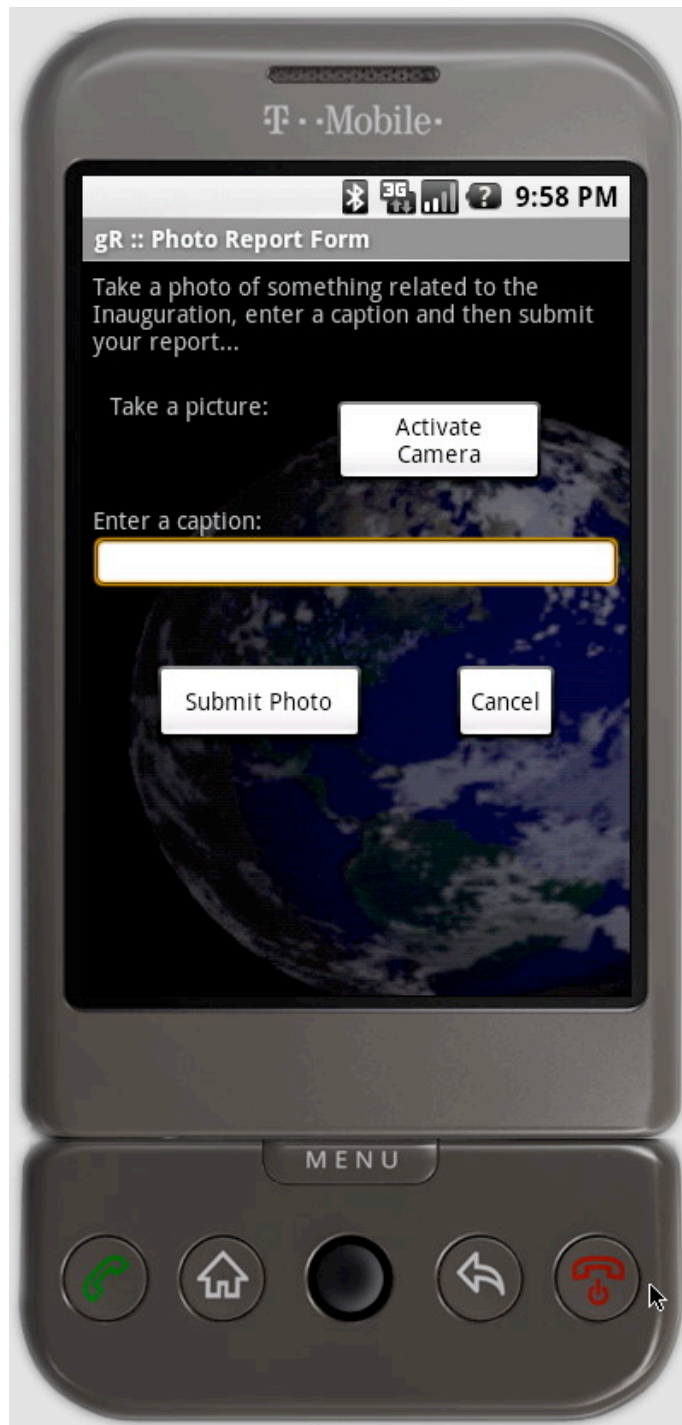 T··Mobile·
3G 9:58 PM
gR :: Photo Report Form
Take a photo of something related to the
Inauguration, enter a caption and then submit
your report...
Take a picture:
Activate
Camera
Enter a caption:
Submit Photo Cancel
MENU